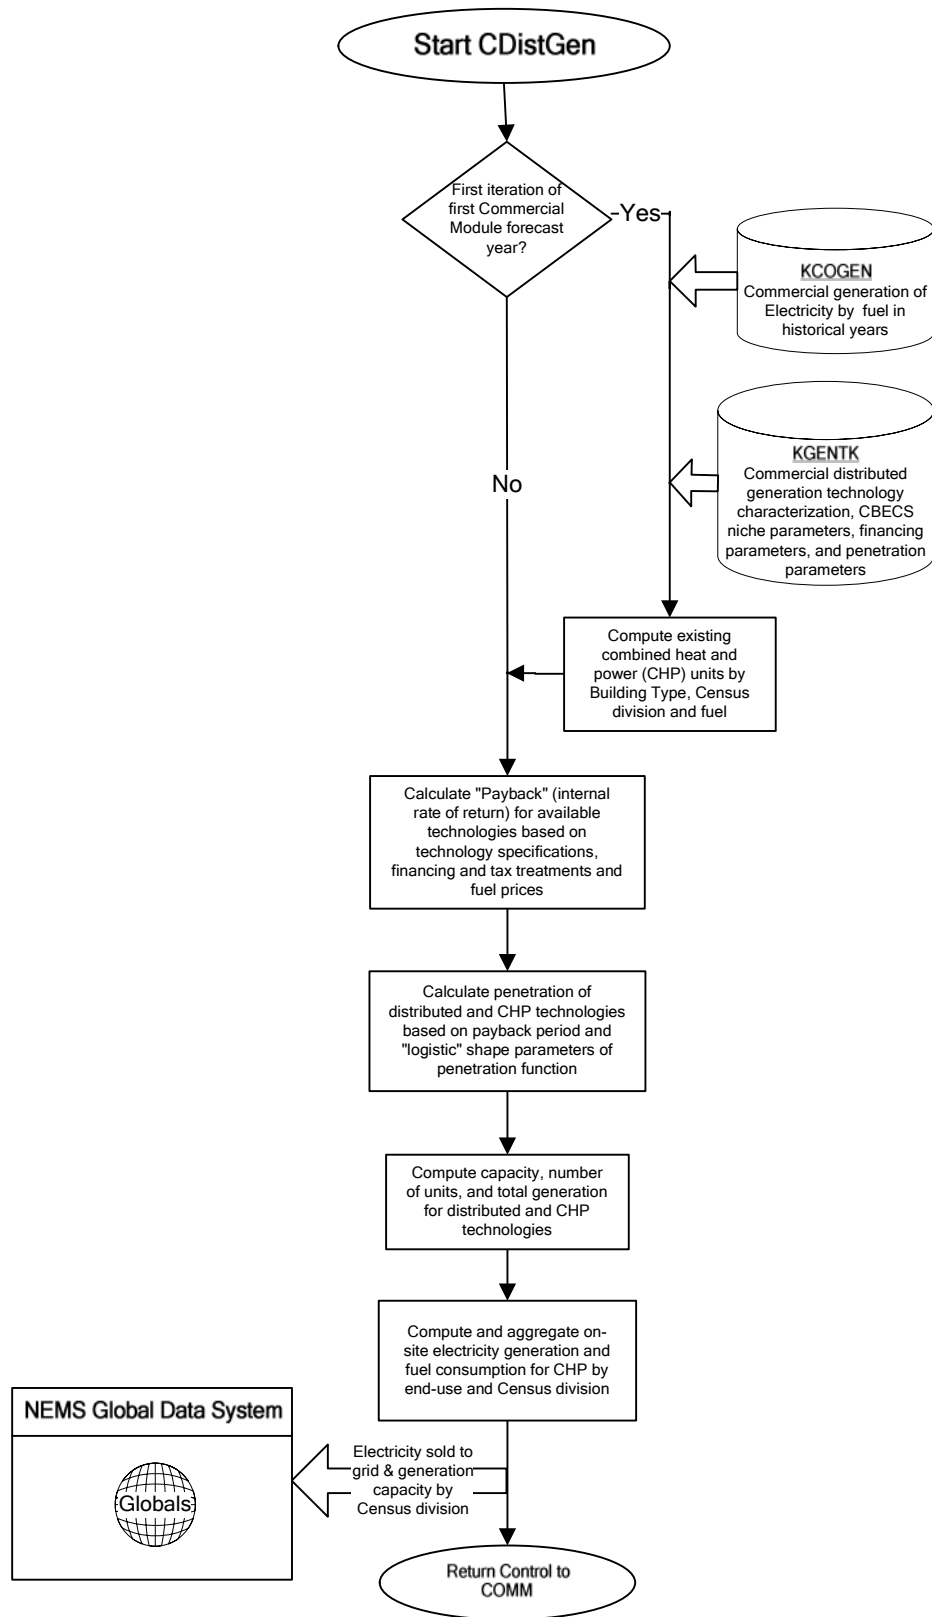 Start CDistGen
First iteration of
first Commercial
Module forecast
year?
Yes
KCOGEN
Commercial generation of
Electricity by fuel in
historical years
KGENTK
Commercial distributed
generation technology
characterization, CBECS
niche parameters, financing
parameters, and penetration
parameters
No
Compute existing
combined heat and
power (CHP) units by
Building Type, Census
division and fuel
Calculate "Payback" (internal
rate of return) for available
technologies based on
technology specifications,
financing and tax treatments and
fuel prices
Calculate penetration of
distributed and CHP technologies
based on payback period and
"logistic" shape parameters of
penetration function
Compute capacity, number
of units, and total generation
for distributed and CHP
technologies
Compute and aggregate on-
site electricity generation and
fuel consumption for CHP by
end-use and Census division
NEMS Global Data System
Globals
Electricity sold to
grid & generation
capacity by
Census division
Return Control to
COMM